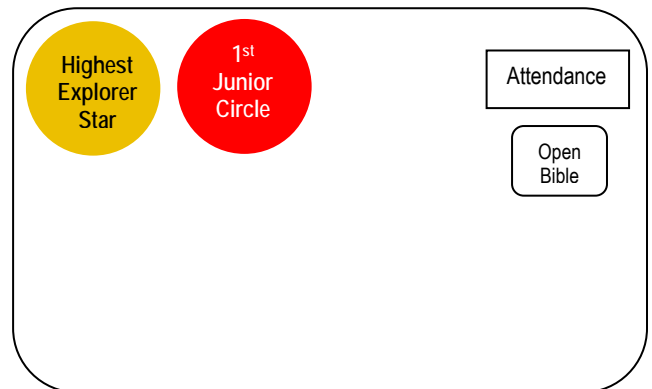 Highest
Explorer
Star
1st
Junior
Circle
Attendance
Open
Bible